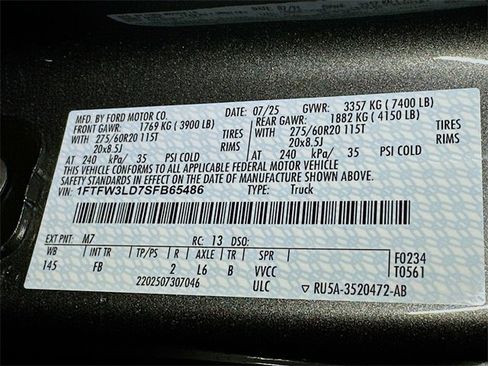 MFD. BY FORD MOTOR CO. DATE: 07/25 GVWR: 3357 KG ( 7400 LB)
FRONT GAWR: 1769 KG ( 3900 LB) REAR GAWR: 1882 KG ( 4150 LB)
WITH 275/60R20 115T TIRES WITH 275/60R20 115T TIRES
20x8.5J RIMS 20x8.5J RIMS
AT 240 kPa/ 35 PSI COLD AT 240 kPa/ 35 PSI COLD
THIS VEHICLE CONFORMS TO ALL APPLICABLE FEDERAL MOTOR VEHICLE
SAFETY STANDARDS IN EFFECT ON THE DATE OF MANUFACTURE SHOWN ABOVE.
VIN: 1FTFW3LD7SFB65486 TYPE: Truck
EXT PNT: M7 RC: 13 DSO:
WB INT TR TP/PS R AXLE TR SPR F0234
145 FB 2 L6 B VVCC T0561
2202507307046 ULC ▽ RU5A-3520472-AB